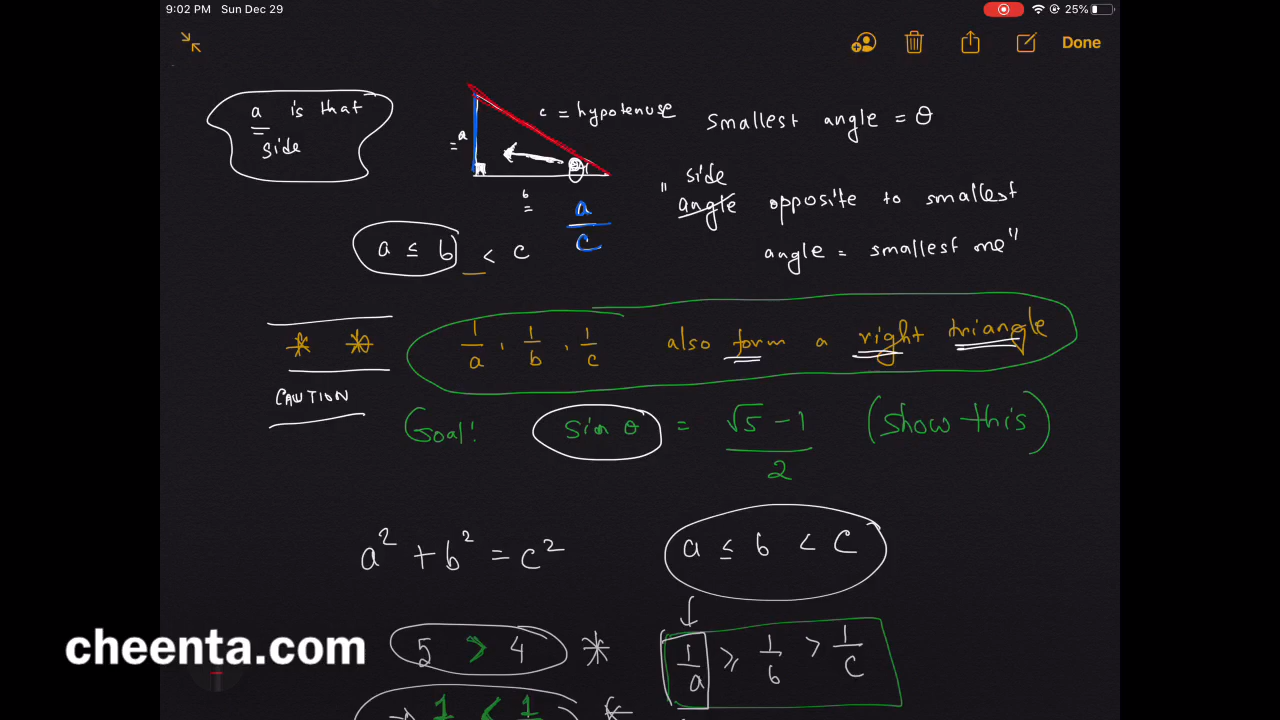 9:02 PM Sun Dec 29
25%
Done
a is that
side
a
c = hypotenuse
b
θ
smallest angle = θ
" side
angle opposite to smallest
angle = smallest one"
a/c
a ≤ b < c
* *
CAUTION
1/a , 1/b , 1/c also form a right triangle
Goal! sin θ = (√5 - 1)/2 (show this)
a² + b² = c²
a ≤ b < c
↓
5 > 4 *
1/a ≥ 1/b > 1/c
cheenta.com